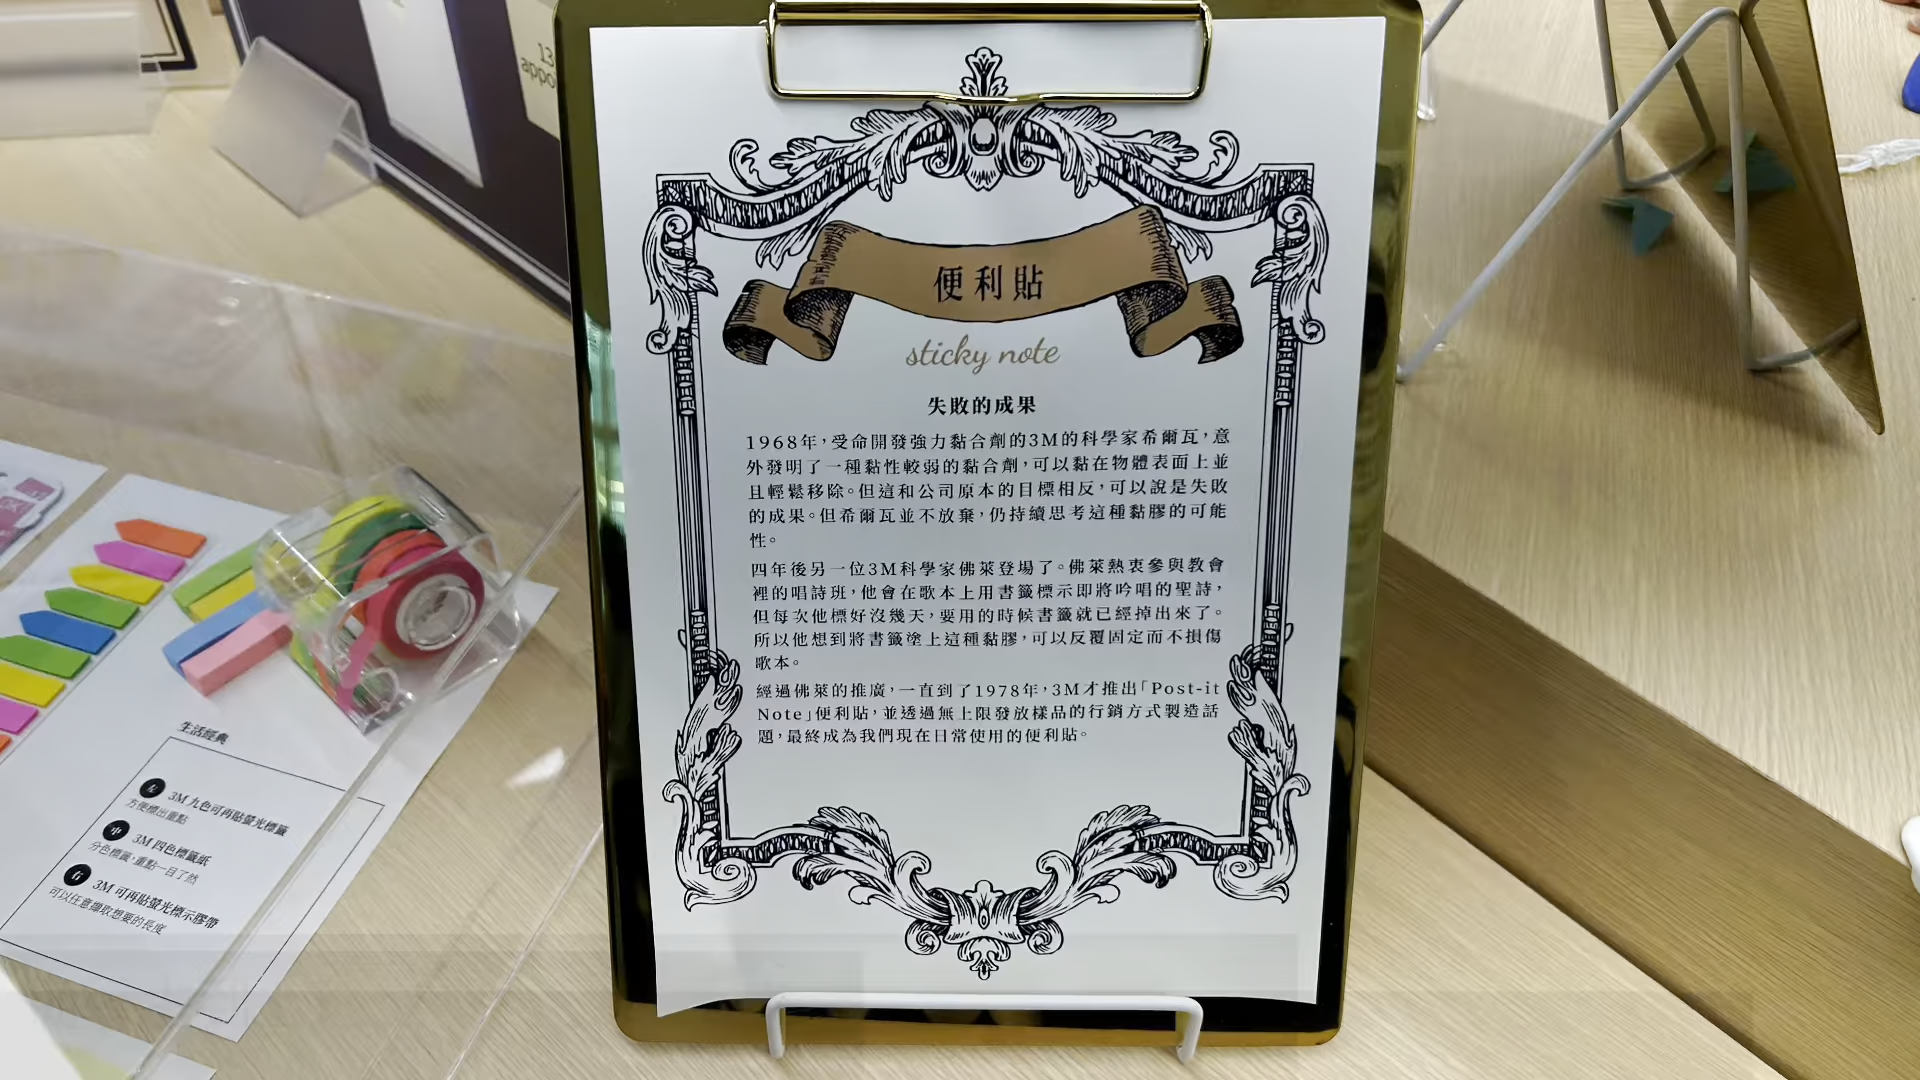 13
appo
便利貼
sticky note
失敗的成果
1968年，受命開發強力黏合劑的3M的科學家希爾瓦，意
外發明了一種黏性較弱的黏合劑，可以黏在物體表面上並
且輕鬆移除。但這和公司原本的目標相反，可以說是失敗
的成果。但希爾瓦並不放棄，仍持續思考這種黏膠的可能
性。
四年後另一位3M科學家佛萊登場了。佛萊熱衷參與教會
裡的唱詩班，他會在歌本上用書籤標示即將吟唱的聖詩，
但每次他標好沒幾天，要用的時候書籤就已經掉出來了。
所以他想到將書籤塗上這種黏膠，可以反覆固定而不損傷
歌本。
經過佛萊的推廣，一直到了1978年，3M才推出「Post-it
Note」便利貼，並透過無上限發放樣品的行銷方式製造話
題，最終成為我們現在日常使用的便利貼。
生活經典
左 3M 九色可再貼螢光標籤
方便標出重點
中 3M 四色標籤紙
分色標籤，重點一目了然
右 3M 可再貼螢光標示膠帶
可以任意擷取想要的長度